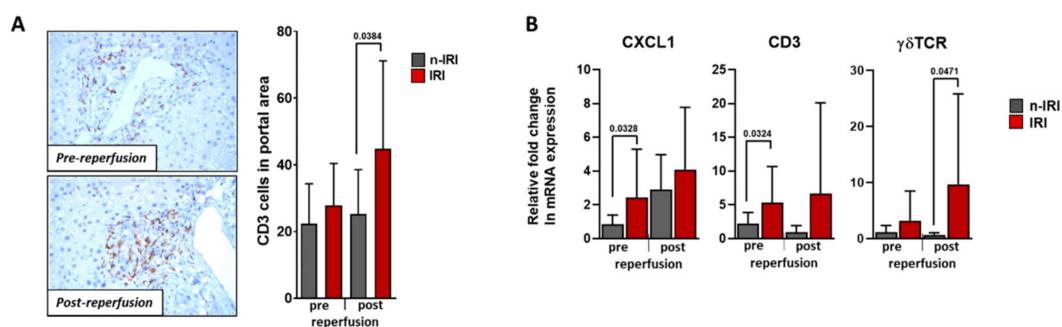 A
Pre-reperfusion
Post-reperfusion
CD3 cells in portal area
80
60
40
20
0
0.0384
pre
post
reperfusion
n-IRI
IRI
B
Relative fold change
In mRNA expression
CXCL1
10
8
6
4
2
0
0.0328
pre
post
reperfusion
CD3
25
20
15
10
5
0
0.0324
pre
post
reperfusion
γδTCR
30
20
10
0
0.0471
pre
post
reperfusion
n-IRI
IRI